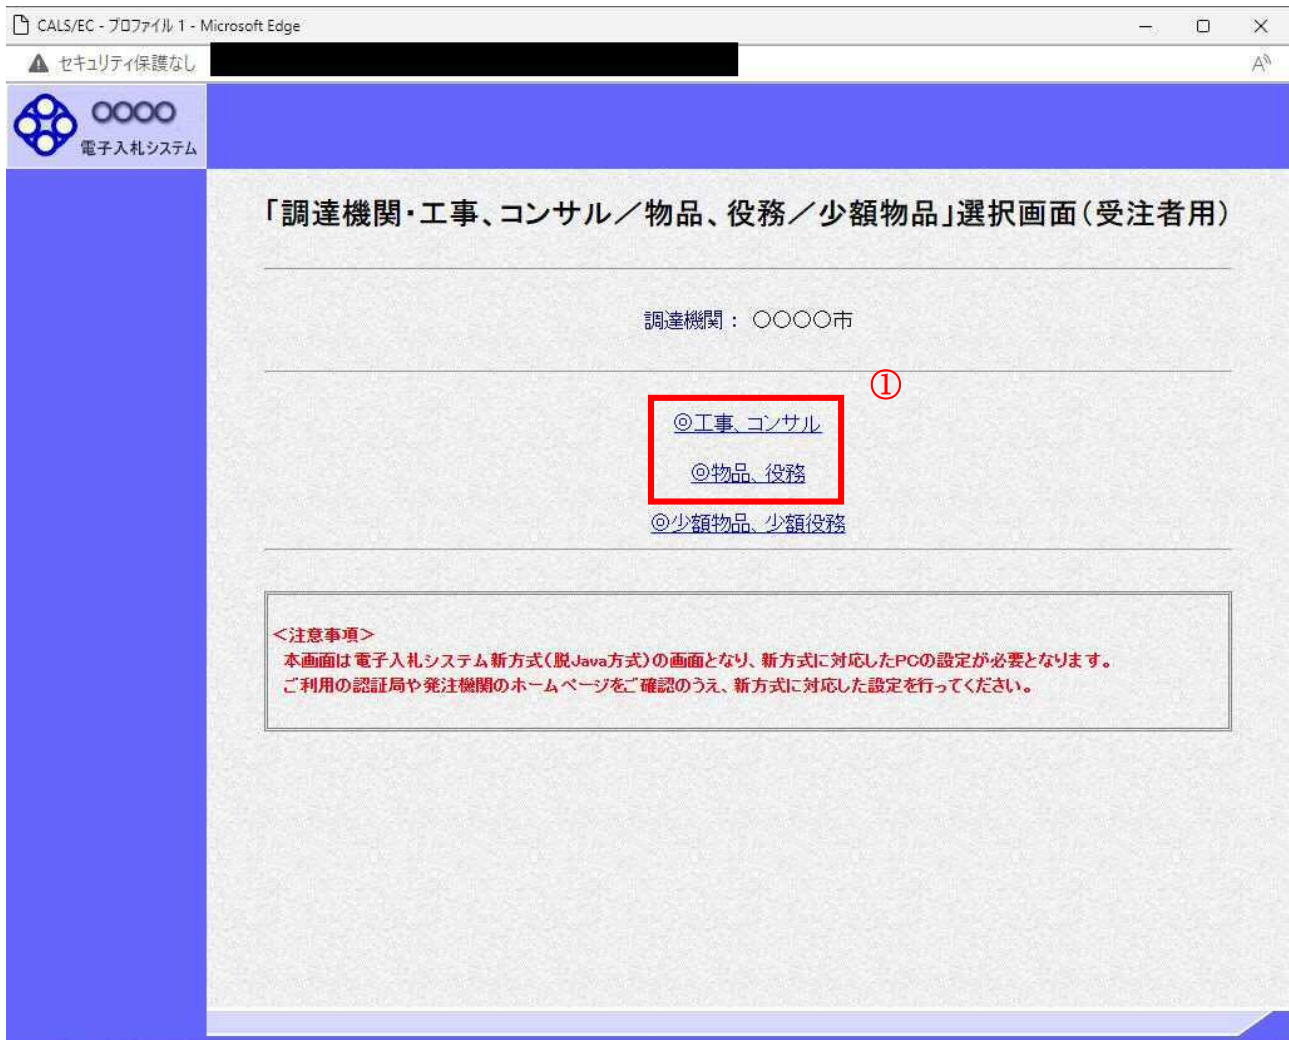 CALS/EC - プロファイル 1 - Microsoft Edge
セキュリティ保護なし
○○○○
電子入札システム
「調達機関・工事、コンサル／物品、役務／少額物品」選択画面（受注者用）
調達機関： ○○○○市
①
◎工事、コンサル
◎物品、役務
◎少額物品、少額役務
＜注意事項＞
本画面は電子入札システム新方式(脱Java方式)の画面となり、新方式に対応したPCの設定が必要となります。
ご利用の認証局や発注機関のホームページをご確認のうえ、新方式に対応した設定を行ってください。